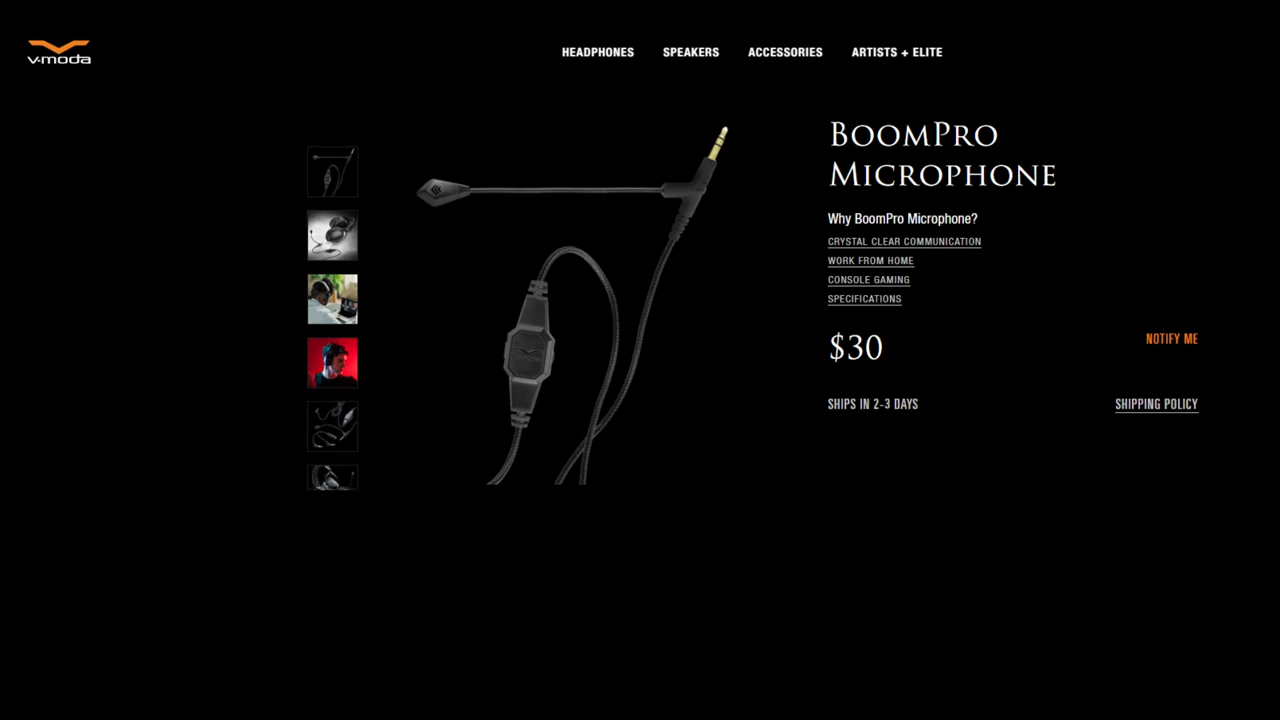 v-moda
HEADPHONES SPEAKERS ACCESSORIES ARTISTS + ELITE
BOOMPRO
MICROPHONE
Why BoomPro Microphone?
CRYSTAL CLEAR COMMUNICATION
WORK FROM HOME
CONSOLE GAMING
SPECIFICATIONS
$30
NOTIFY ME
SHIPS IN 2-3 DAYS
SHIPPING POLICY